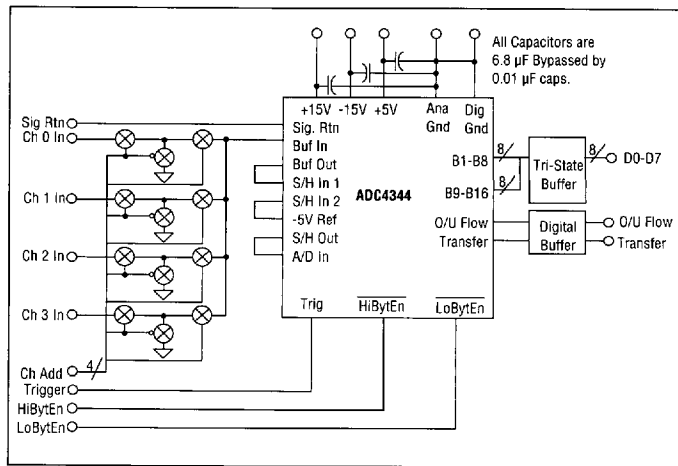 All Capacitors are
6.8 µF Bypassed by
0.01 µF caps.
+15V -15V +5V Ana Gnd Dig Gnd
Sig Rtn
Ch 0 In
Ch 1 In
Ch 2 In
Ch 3 In
Ch Add
4
Trigger
HiBytEn
LoBytEn
Sig. Rtn
Buf In
Buf Out
S/H In 1
S/H In 2
-5V Ref
S/H Out
A/D in
ADC4344
B1-B8
B9-B16
O/U Flow
Transfer
Trig
HiBytEn
LoBytEn
8
8
Tri-State
Buffer
8
D0-D7
Digital
Buffer
O/U Flow
Transfer